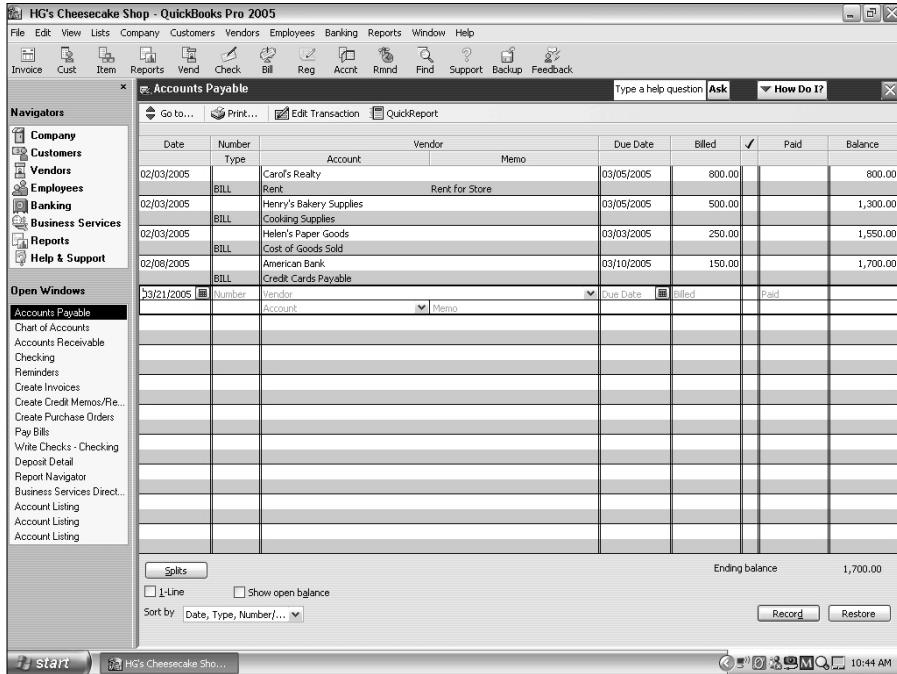 HG's Cheesecake Shop - QuickBooks Pro 2005
File Edit View Lists Company Customers Vendors Employees Banking Reports Window Help
Invoice Cust Item Reports Vend Check Bill Reg Accnt Rmnd Find Support Backup Feedback
Accounts Payable Type a help question Ask How Do I?
Navigators
Company
Customers
Vendors
Employees
Banking
Business Services
Reports
Help & Support
Open Windows
Accounts Payable
Chart of Accounts
Accounts Receivable
Checking
Reminders
Create Invoices
Create Credit Memos/Re...
Create Purchase Orders
Pay Bills
Write Checks - Checking
Deposit Detail
Report Navigator
Business Services Direct...
Account Listing
Account Listing
Account Listing
Go to... Print... Edit Transaction QuickReport
Date Number Vendor Due Date Billed ✓ Paid Balance
Type Account Memo
02/03/2005 Carol's Realty 03/05/2005 800.00 800.00
BILL Rent Rent for Store
02/03/2005 Henry's Bakery Supplies 03/05/2005 500.00 1,300.00
BILL Cooking Supplies
02/03/2005 Helen's Paper Goods 03/03/2005 250.00 1,550.00
BILL Cost of Goods Sold
02/08/2005 American Bank 03/10/2005 150.00 1,700.00
BILL Credit Cards Payable
03/21/2005 Number Vendor Due Date Billed Paid
Account Memo
Splits Ending balance 1,700.00
1-Line Show open balance
Sort by Date, Type, Number/... Record Restore
start HG's Cheesecake Sho... 10:44 AM